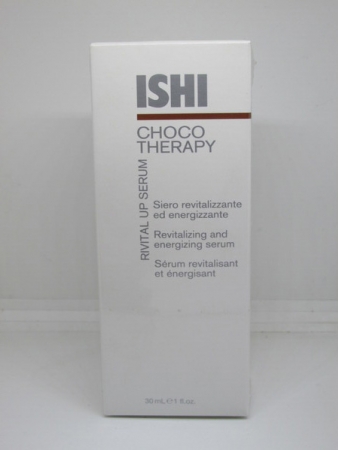 ISHI
CHOCO
THERAPY
RIVITAL UP SERUM
Siero revitalizzante
ed energizzante
Revitalizing and
energizing serum
Sérum revitalisant
et énergisant
30 mL ℮ 1 fl.oz.